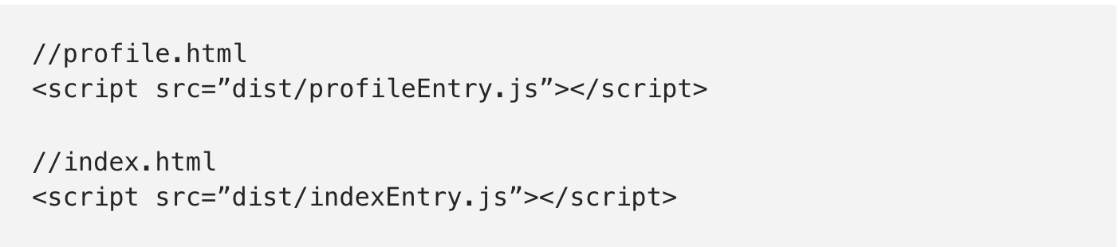 //profile.html
<script src=”dist/profileEntry.js”></script>
//index.html
<script src=”dist/indexEntry.js”></script>